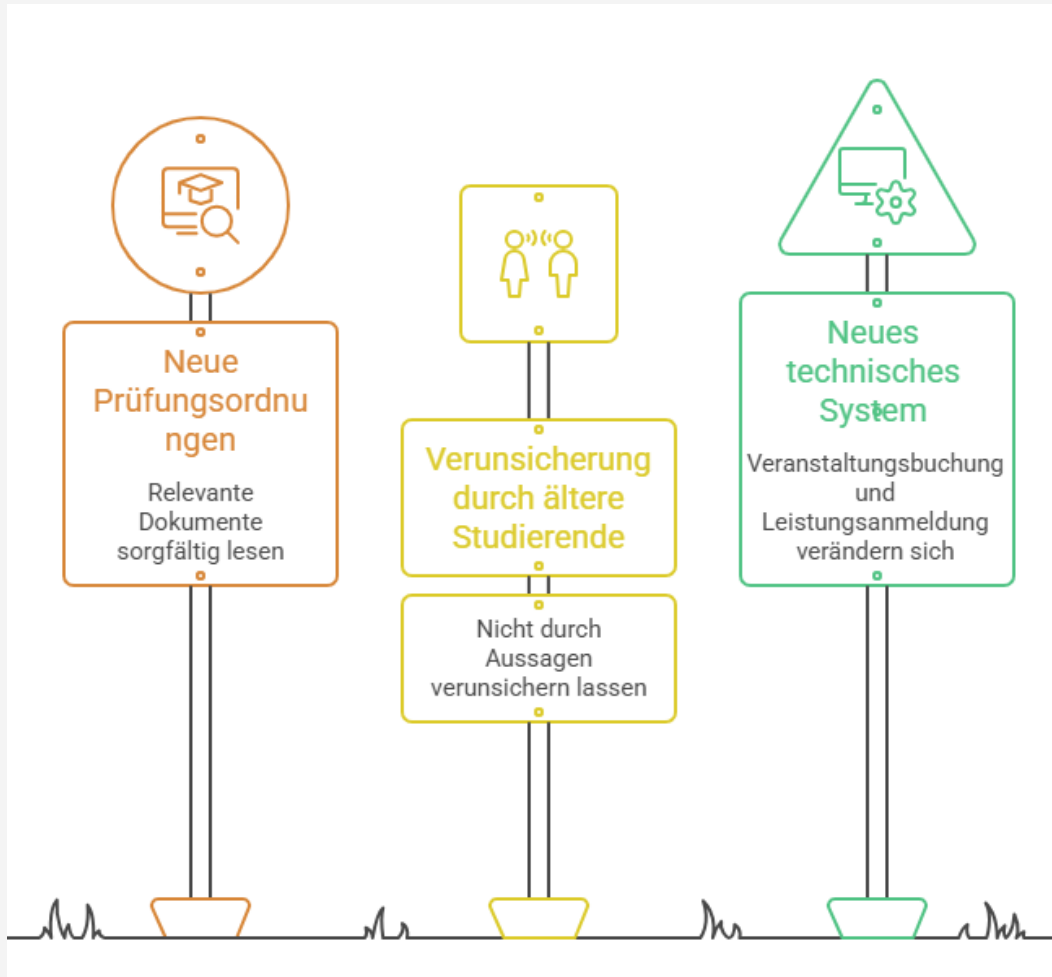 Neue
Prüfungsordnu
ngen
Relevante
Dokumente
sorgfältig lesen
Verunsicherung
durch ältere
Studierende
Nicht durch
Aussagen
verunsichern lassen
Neues
technisches
System
Veranstaltungsbuchung
und
Leistungsanmeldung
verändern sich